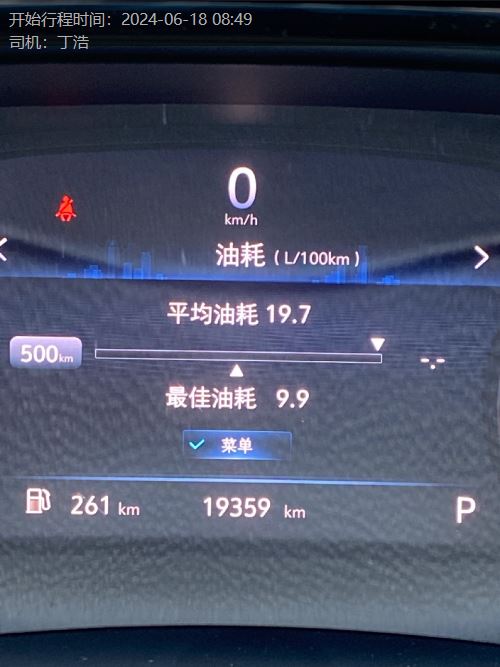 开始行程时间：2024-06-18 08:49
司机：丁浩
0
km/h
油耗 (L/100km)
平均油耗 19.7
500km
-.-
最佳油耗 9.9
菜单
261 km 19359 km P